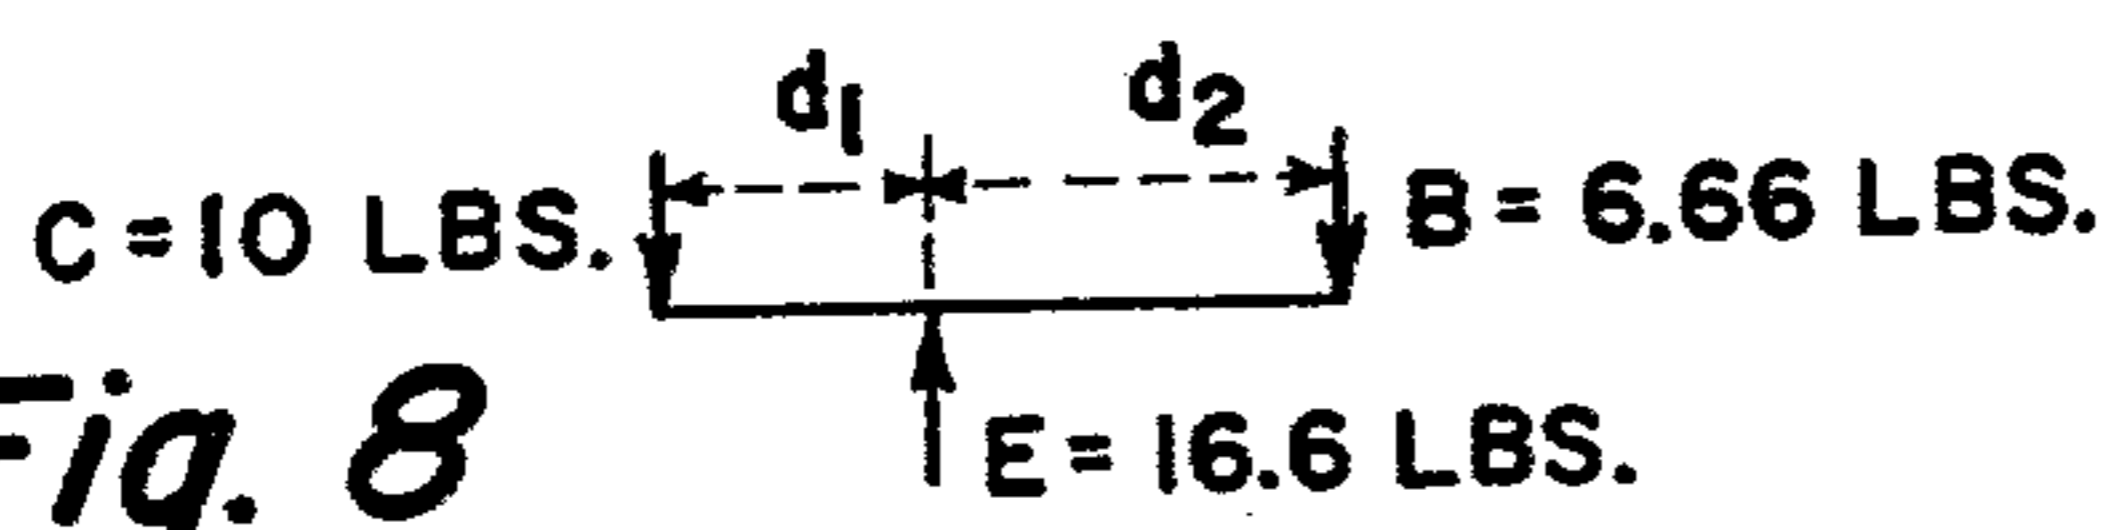 d1 d2
C = 10 LBS. B = 6.66 LBS.
E = 16.6 LBS.
Fig. 8